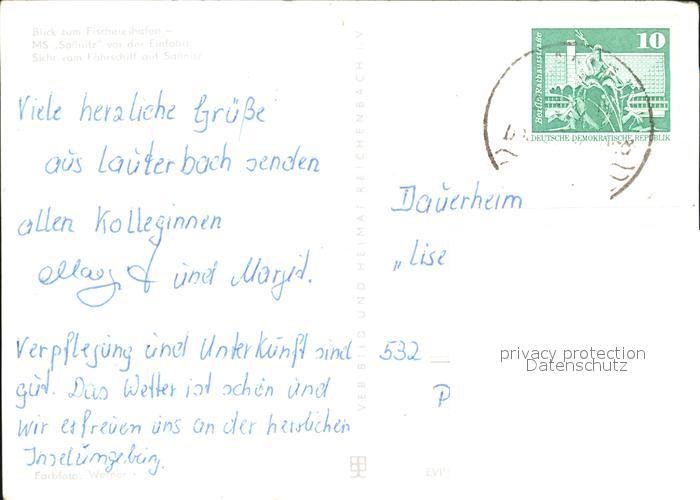 Blick zum Fischereihafen –
MS „Saßnitz" vor der Einfahrt
Sicht vom Fährschiff auf Saßnitz
Viele herzliche Grüße
aus Lauterbach senden
allen Kolleginnen
und Margit.
Verpflegung und Unterkunft sind
gut. Das Wetter ist schön und
wir erfreuen uns an der herrlichen
Inselumgebung.
Farbfoto:
VEB BILD UND HEIMAT REICHENBACH I. V
EVP
10
Berlin, Rathausstraße
DEUTSCHE DEMOKRATISCHE REPUBLIK
Dauerheim
„Lise
532
P
privacy protection
Datenschutz